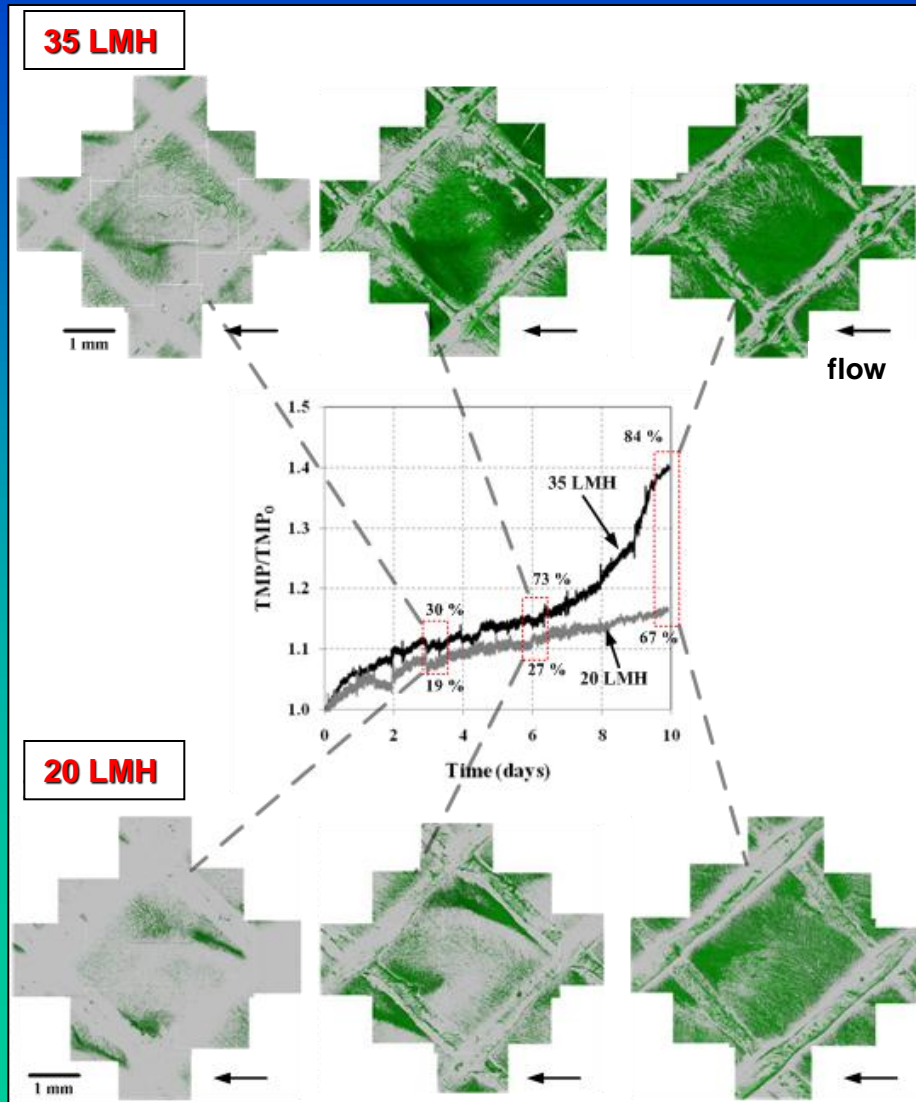 35 LMH
1 mm
flow
1.5
1.4
1.3
1.2
1.1
1.0
TMP/TMP₀
84 %
35 LMH
73 %
30 %
19 %
27 %
67 %
20 LMH
0 2 4 6 8 10
Time (days)
20 LMH
1 mm